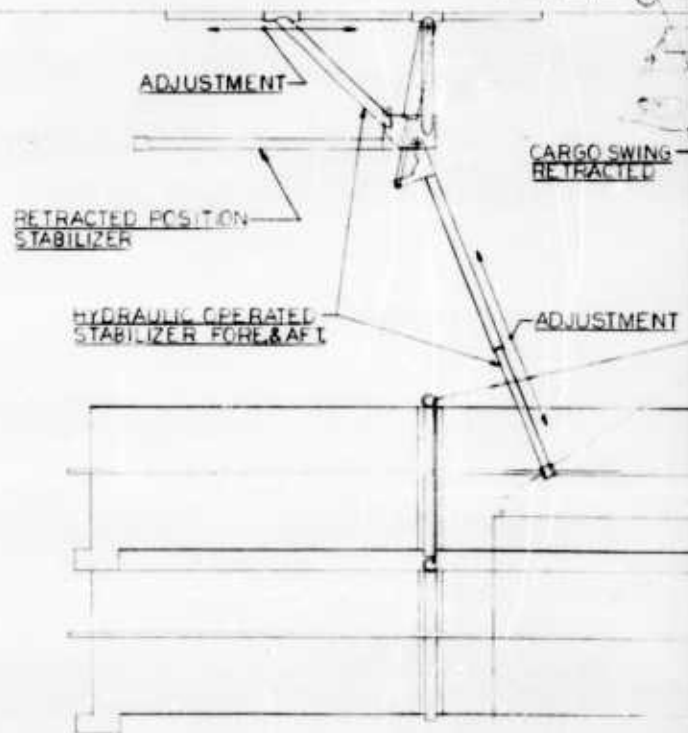 ADJUSTMENT
CARGO SWING
RETRACTED
RETRACTED POSITION
STABILIZER
HYDRAULIC OPERATED
STABILIZER FORE & AFT
ADJUSTMENT